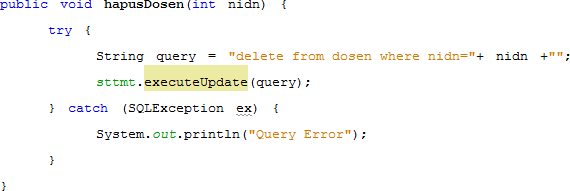 public void hapusDosen(int nidn) {
try {
String query = "delete from dosen where nidn="+ nidn +"";
sttmt.executeUpdate(query);
} catch (SQLException ex) {
System.out.println("Query Error");
}
}